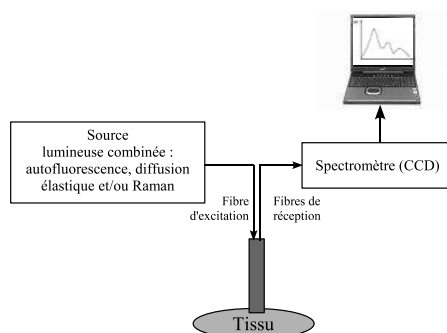 Source
lumineuse combinée :
autofluorescence, diffusion
élastique et/ou Raman
Spectromètre (CCD)
Fibre
d'excitation
Fibres de
réception
Tissu